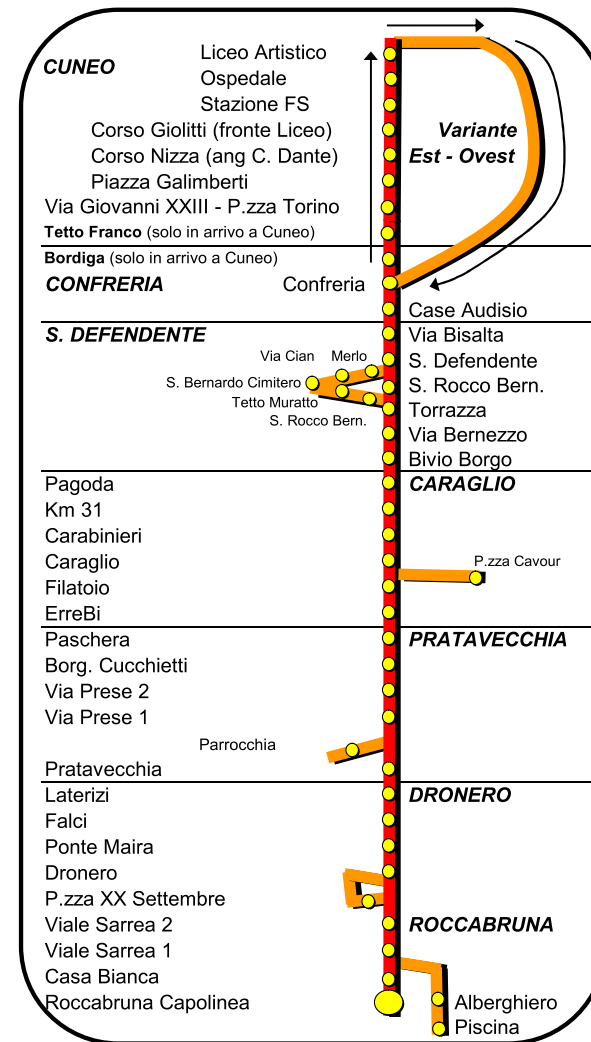 CUNEO
Liceo Artistico
Ospedale
Stazione FS
Corso Giolitti (fronte Liceo)
Variante
Corso Nizza (ang C. Dante)
Est - Ovest
Piazza Galimberti
Via Giovanni XXIII - P.zza Torino
Tetto Franco (solo in arrivo a Cuneo)
Bordiga (solo in arrivo a Cuneo)
CONFRERIA
Confreria
Case Audisio
S. DEFENDENTE
Via Bisalta
Via Cian Merlo
S. Defendente
S. Bernardo Cimitero
S. Rocco Bern.
Tetto Muratto
Torrazza
S. Rocco Bern.
Via Bernezzo
Bivio Borgo
Pagoda
CARAGLIO
Km 31
Carabinieri
Caraglio
P.zza Cavour
Filatoio
ErreBi
Paschera
PRATAVECCHIA
Borg. Cucchietti
Via Prese 2
Via Prese 1
Parrocchia
Pratavecchia
Laterizi
DRONERO
Falci
Ponte Maira
Dronero
P.zza XX Settembre
Viale Sarrea 2
ROCCABRUNA
Viale Sarrea 1
Casa Bianca
Roccabruna Capolinea
Alberghiero
Piscina